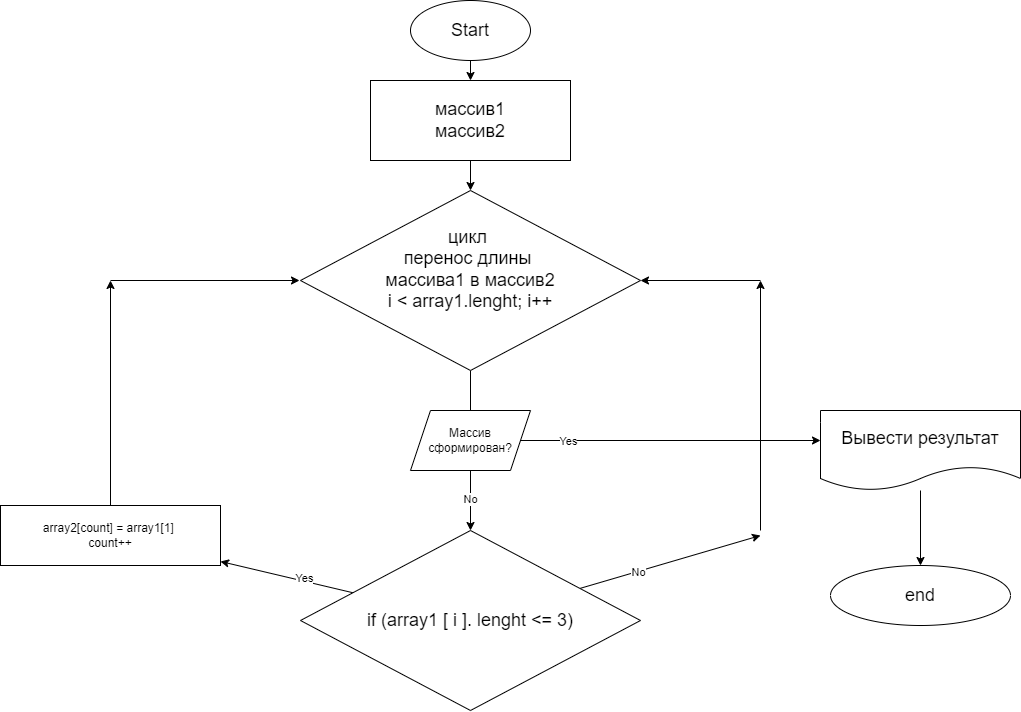 Start
массив1
массив2
цикл
перенос длины
массива1 в массив2
i < array1.lenght; i++
Массив
сформирован?
Yes
Вывести результат
No
array2[count] = array1[1]
count++
Yes
No
if (array1 [ i ]. lenght <= 3)
end